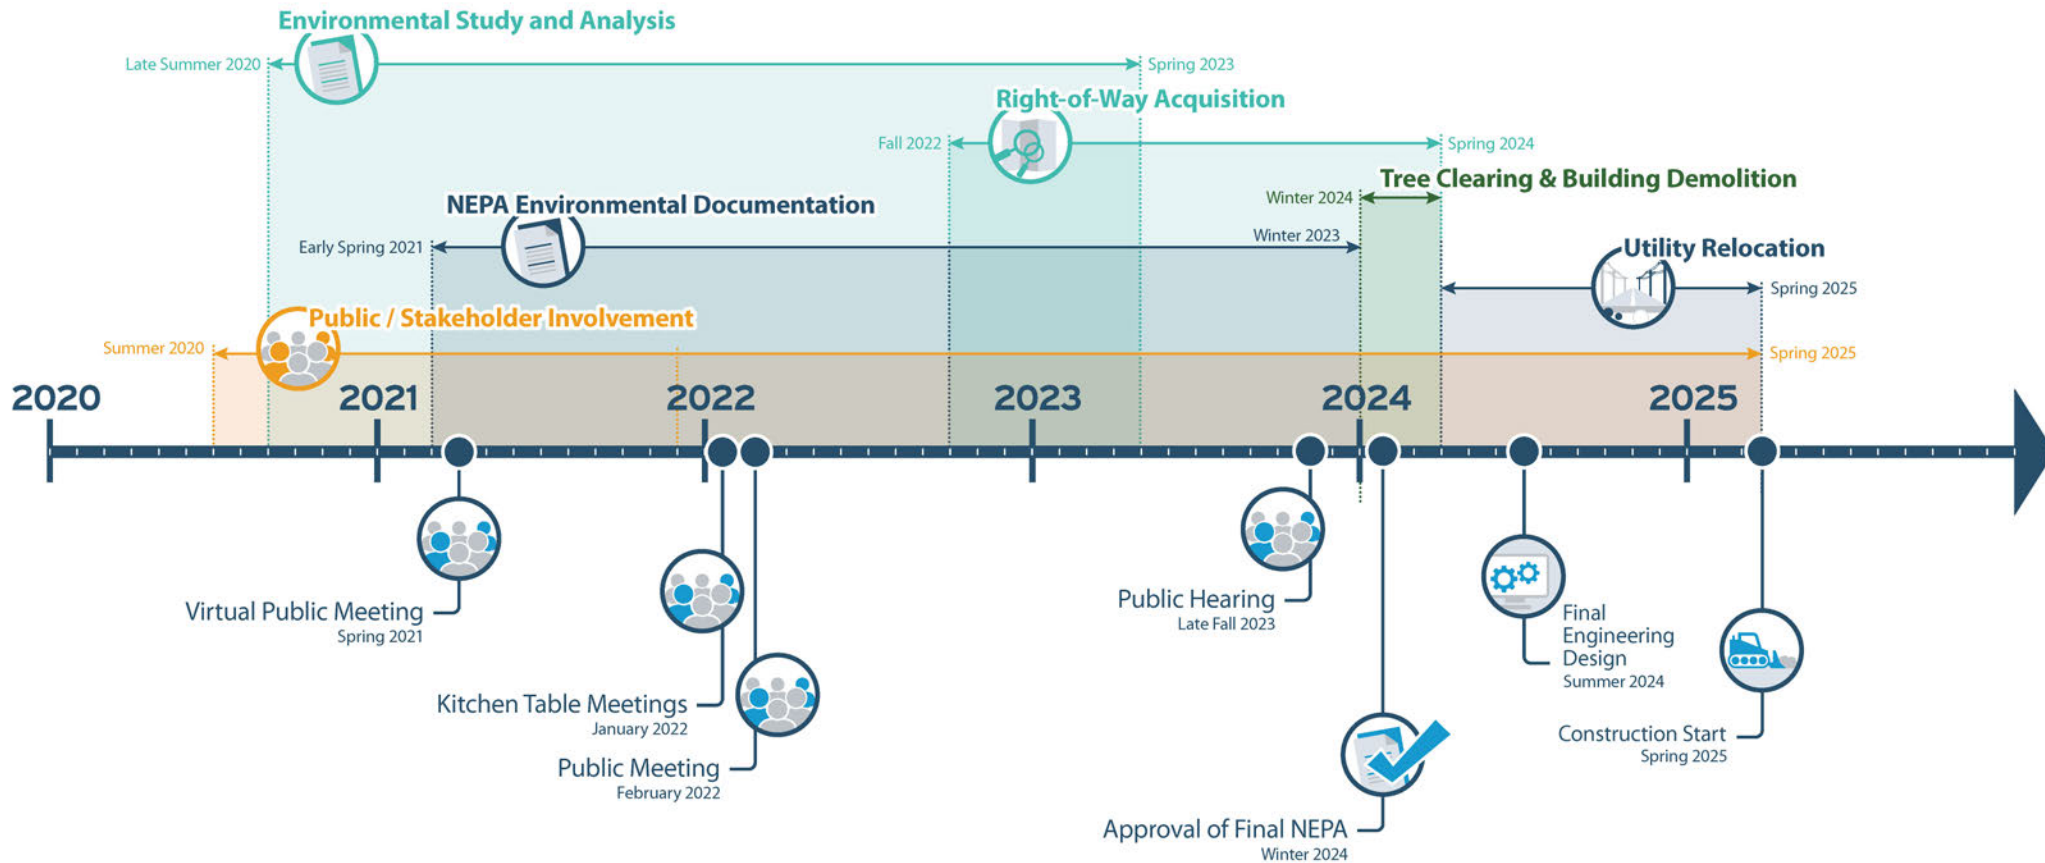 Environmental Study and Analysis
Late Summer 2020
Spring 2023
Right-of-Way Acquisition
Fall 2022
Spring 2024
Tree Clearing & Building Demolition
Winter 2024
NEPA Environmental Documentation
Early Spring 2021
Winter 2023
Utility Relocation
Spring 2025
Public / Stakeholder Involvement
Summer 2020
Spring 2025
2020
2021
2022
2023
2024
2025
Virtual Public Meeting
Spring 2021
Kitchen Table Meetings
January 2022
Public Meeting
February 2022
Public Hearing
Late Fall 2023
Approval of Final NEPA
Winter 2024
Final
Engineering
Design
Summer 2024
Construction Start
Spring 2025